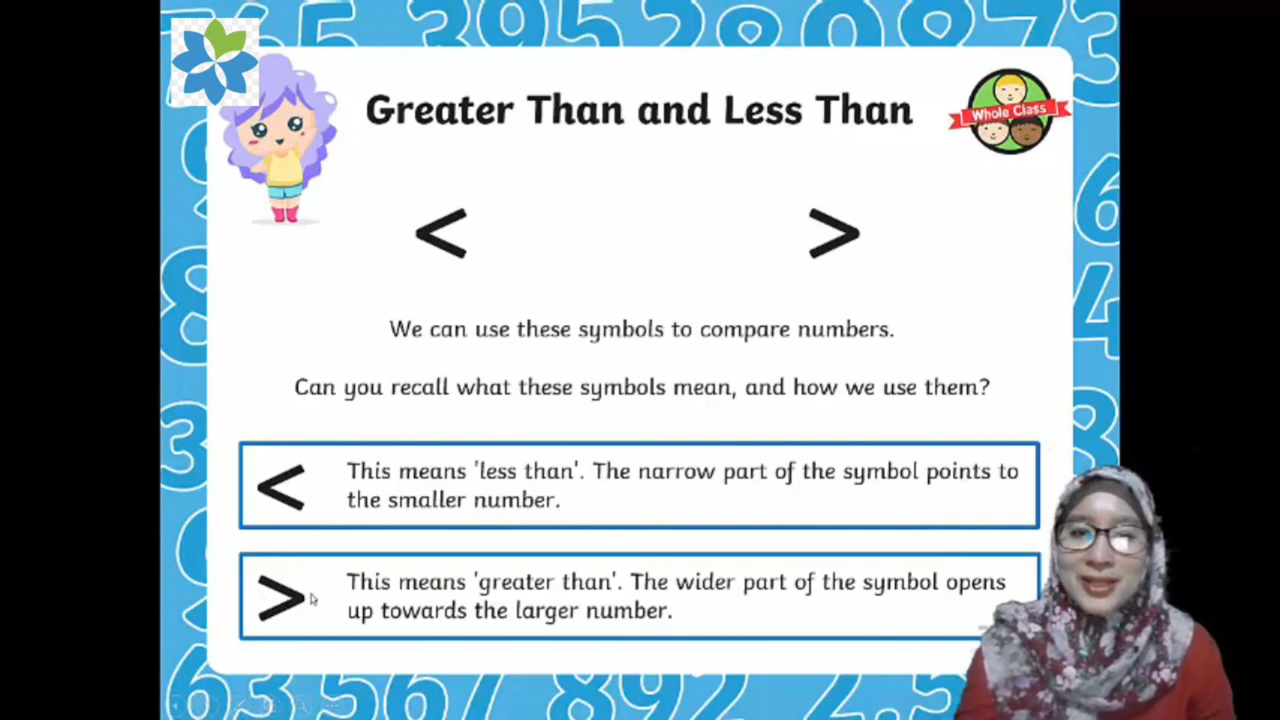 Greater Than and Less Than
Whole Class
< >
We can use these symbols to compare numbers.
Can you recall what these symbols mean, and how we use them?
< This means 'less than'. The narrow part of the symbol points to
the smaller number.
> This means 'greater than'. The wider part of the symbol opens
up towards the larger number.